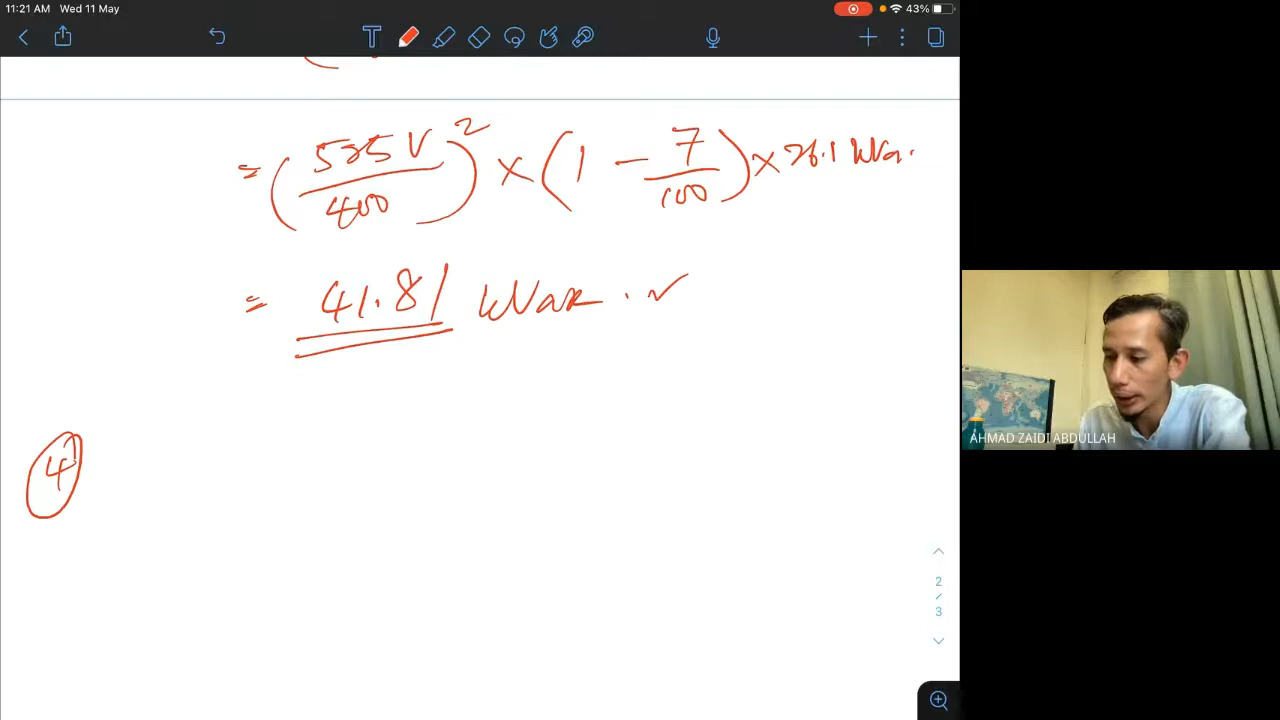 11:21 AM Wed 11 May
43%
T
= (525 V / 400)² × (1 − 7/100) × 26.1 kVar.
= 41.81 kVar. ✓
4)
2
/
3
AHMAD ZAIDI ABDULLAH